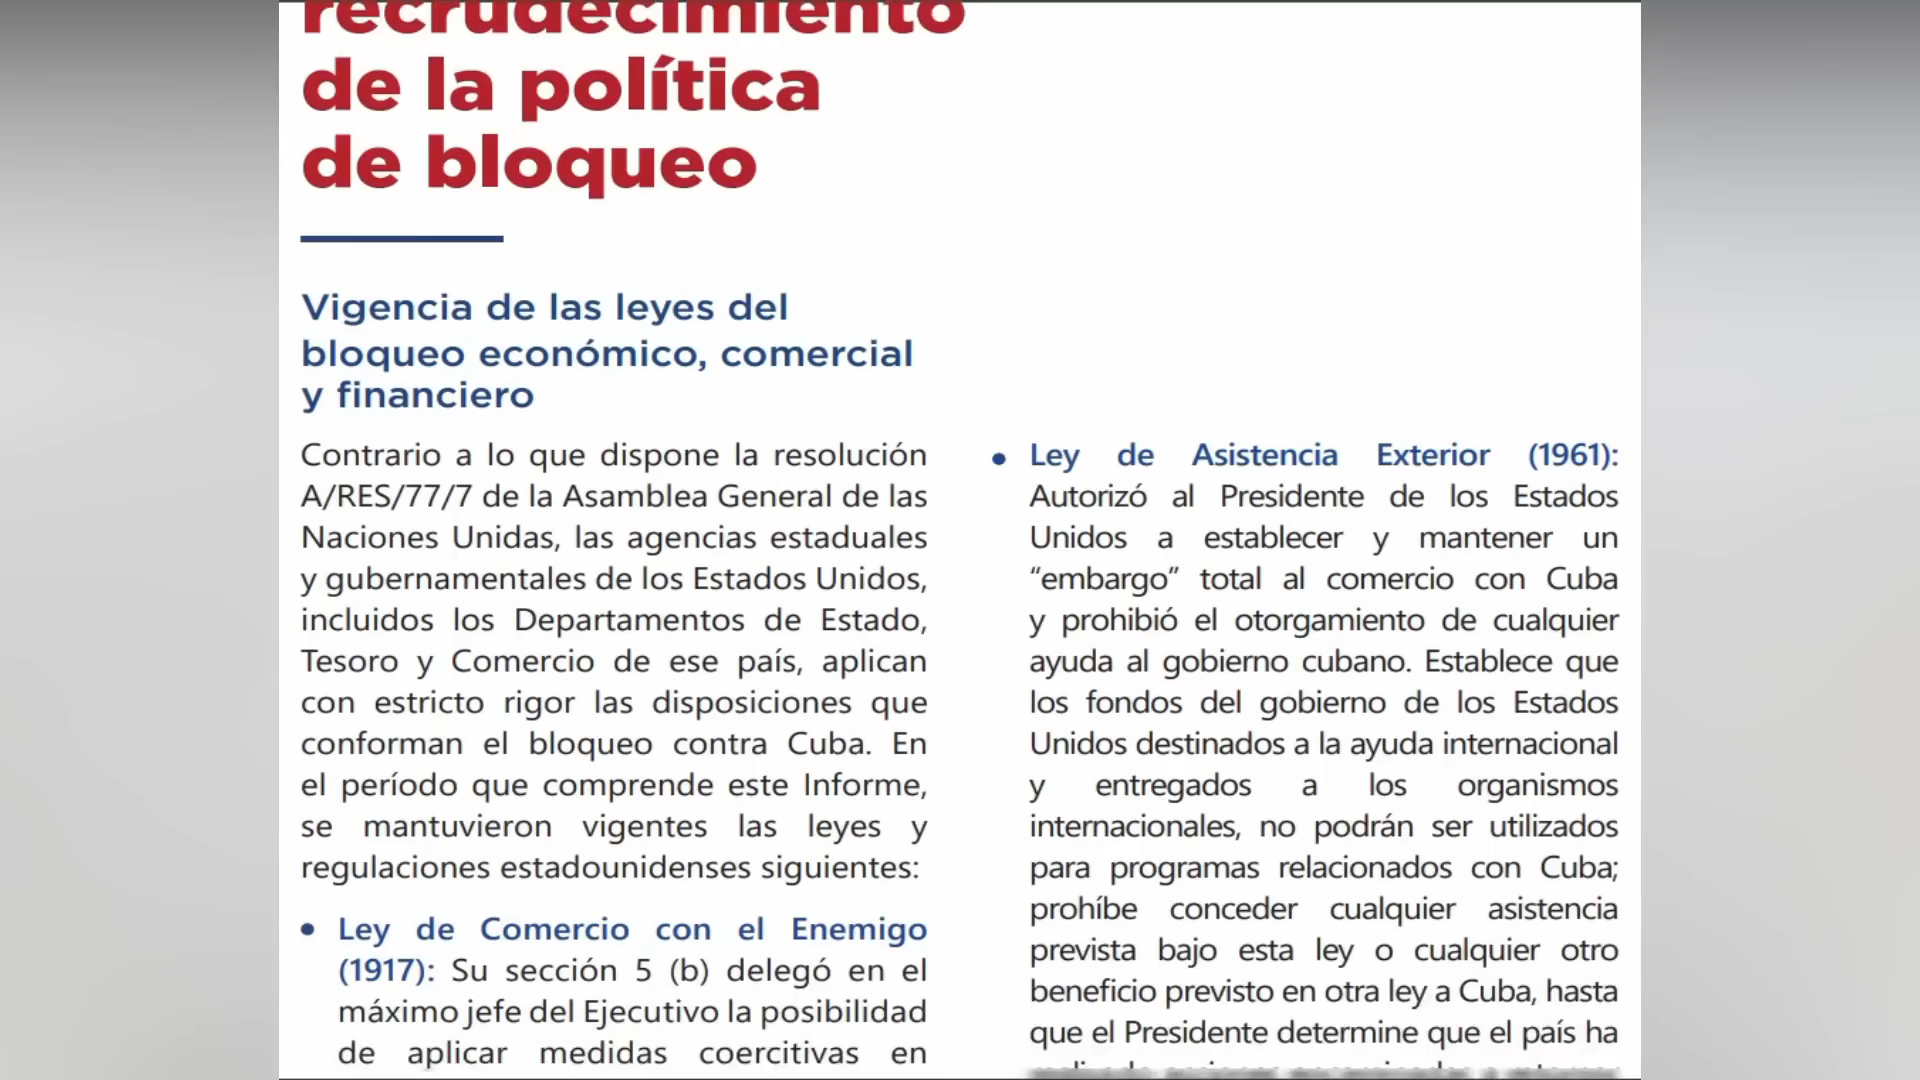 recrudecimiento
de la política
de bloqueo
Vigencia de las leyes del
bloqueo económico, comercial
y financiero
Contrario a lo que dispone la resolución
A/RES/77/7 de la Asamblea General de las
Naciones Unidas, las agencias estaduales
y gubernamentales de los Estados Unidos,
incluidos los Departamentos de Estado,
Tesoro y Comercio de ese país, aplican
con estricto rigor las disposiciones que
conforman el bloqueo contra Cuba. En
el período que comprende este Informe,
se mantuvieron vigentes las leyes y
regulaciones estadounidenses siguientes:
• Ley de Comercio con el Enemigo
(1917): Su sección 5 (b) delegó en el
máximo jefe del Ejecutivo la posibilidad
de aplicar medidas coercitivas en
• Ley de Asistencia Exterior (1961):
Autorizó al Presidente de los Estados
Unidos a establecer y mantener un
“embargo” total al comercio con Cuba
y prohibió el otorgamiento de cualquier
ayuda al gobierno cubano. Establece que
los fondos del gobierno de los Estados
Unidos destinados a la ayuda internacional
y entregados a los organismos
internacionales, no podrán ser utilizados
para programas relacionados con Cuba;
prohíbe conceder cualquier asistencia
prevista bajo esta ley o cualquier otro
beneficio previsto en otra ley a Cuba, hasta
que el Presidente determine que el país ha